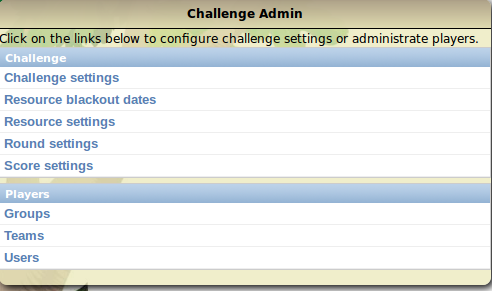 Challenge Admin
Click on the links below to configure challenge settings or administrate players.
Challenge
Challenge settings
Resource blackout dates
Resource settings
Round settings
Score settings
Players
Groups
Teams
Users